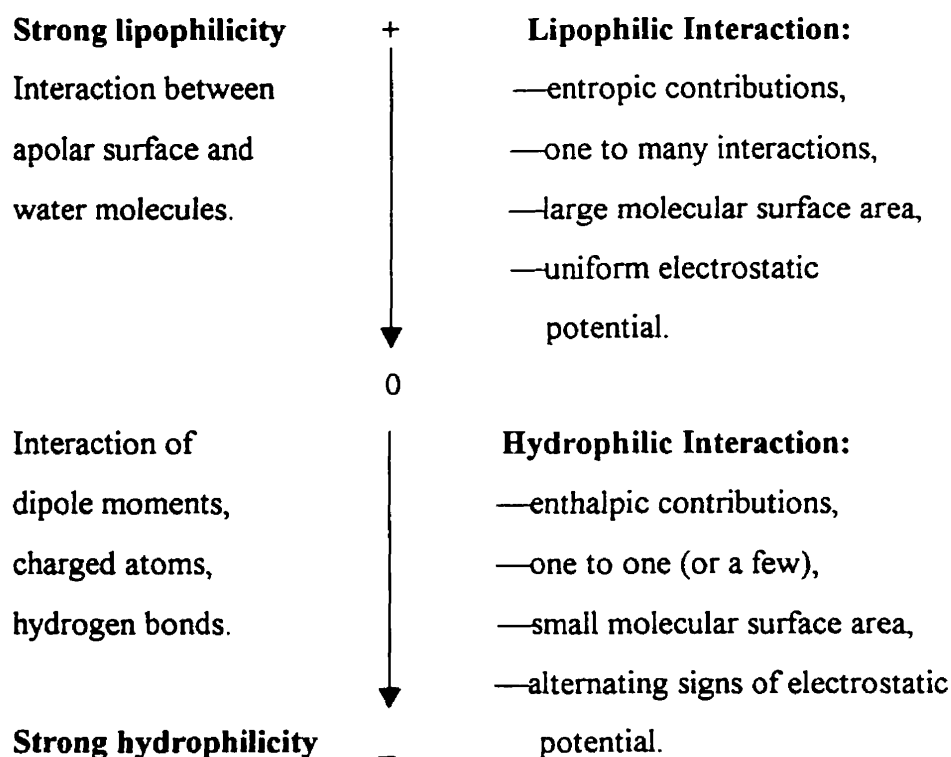 Strong lipophilicity + Lipophilic Interaction:
Interaction between —entropic contributions,
apolar surface and —one to many interactions,
water molecules. —large molecular surface area,
—uniform electrostatic
potential.
0
Interaction of Hydrophilic Interaction:
dipole moments, —enthalpic contributions,
charged atoms, —one to one (or a few),
hydrogen bonds. —small molecular surface area,
—alternating signs of electrostatic
Strong hydrophilicity – potential.